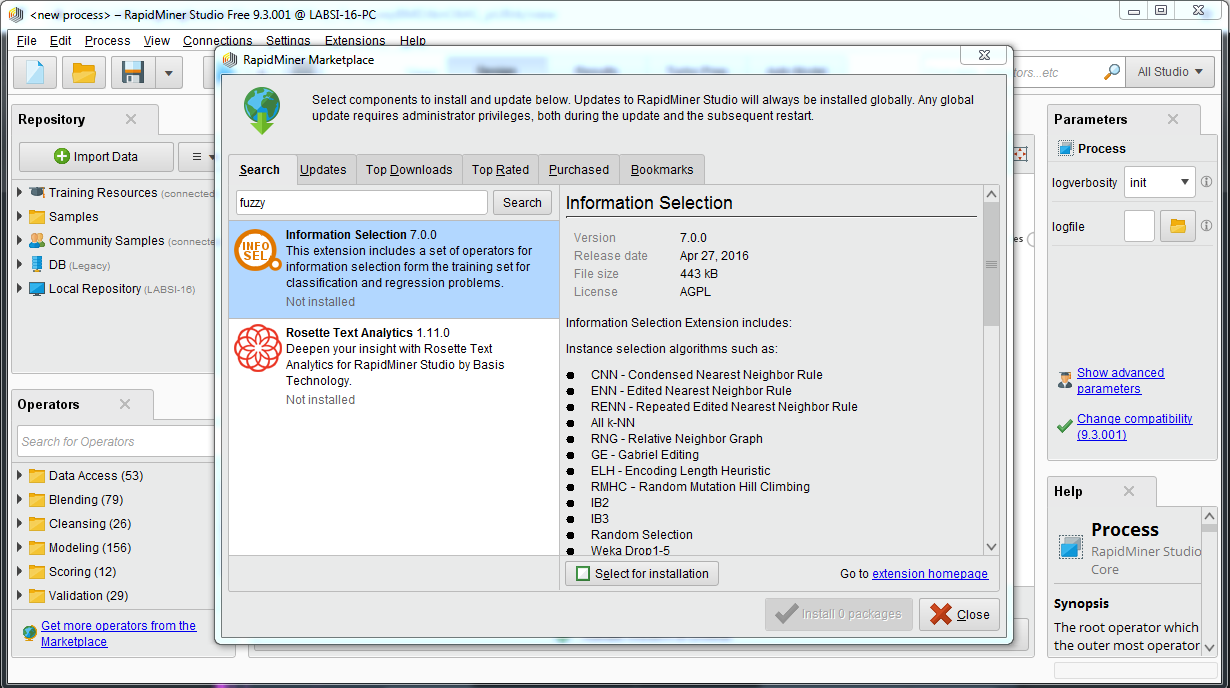 <new process> – RapidMiner Studio Free 9.3.001 @ LABSI-16-PC
File Edit Process View Connections Settings Extensions Help
RapidMiner Marketplace
Select components to install and update below. Updates to RapidMiner Studio will always be installed globally. Any global
update requires administrator privileges, both during the update and the subsequent restart.
ors...etc
All Studio
Repository
Import Data
Training Resources (connected
Samples
Community Samples (connecte
DB (Legacy)
Local Repository (LABSI-16)
Operators
Search for Operators
Data Access (53)
Blending (79)
Cleansing (26)
Modeling (156)
Scoring (12)
Validation (29)
Get more operators from the
Marketplace
Search Updates Top Downloads Top Rated Purchased Bookmarks
fuzzy
Search
INFO
SEL
Information Selection 7.0.0
This extension includes a set of operators for
information selection form the training set for
classification and regression problems.
Not installed
Rosette Text Analytics 1.11.0
Deepen your insight with Rosette Text
Analytics for RapidMiner Studio by Basis
Technology.
Not installed
Information Selection
Version 7.0.0
Release date Apr 27, 2016
File size 443 kB
License AGPL
Information Selection Extension includes:
Instance selection algorithms such as:
CNN - Condensed Nearest Neighbor Rule
ENN - Edited Nearest Neighbor Rule
RENN - Repeated Edited Nearest Neighbor Rule
All k-NN
RNG - Relative Neighbor Graph
GE - Gabriel Editing
ELH - Encoding Length Heuristic
RMHC - Random Mutation Hill Climbing
IB2
IB3
Random Selection
Weka Drop1-5
Select for installation
Go to extension homepage
Install 0 packages
Close
Parameters
Process
logverbosity init
logfile
es
Show advanced
parameters
Change compatibility
(9.3.001)
Help
Process
RapidMiner Studio
Core
Synopsis
The root operator which
the outer most operator